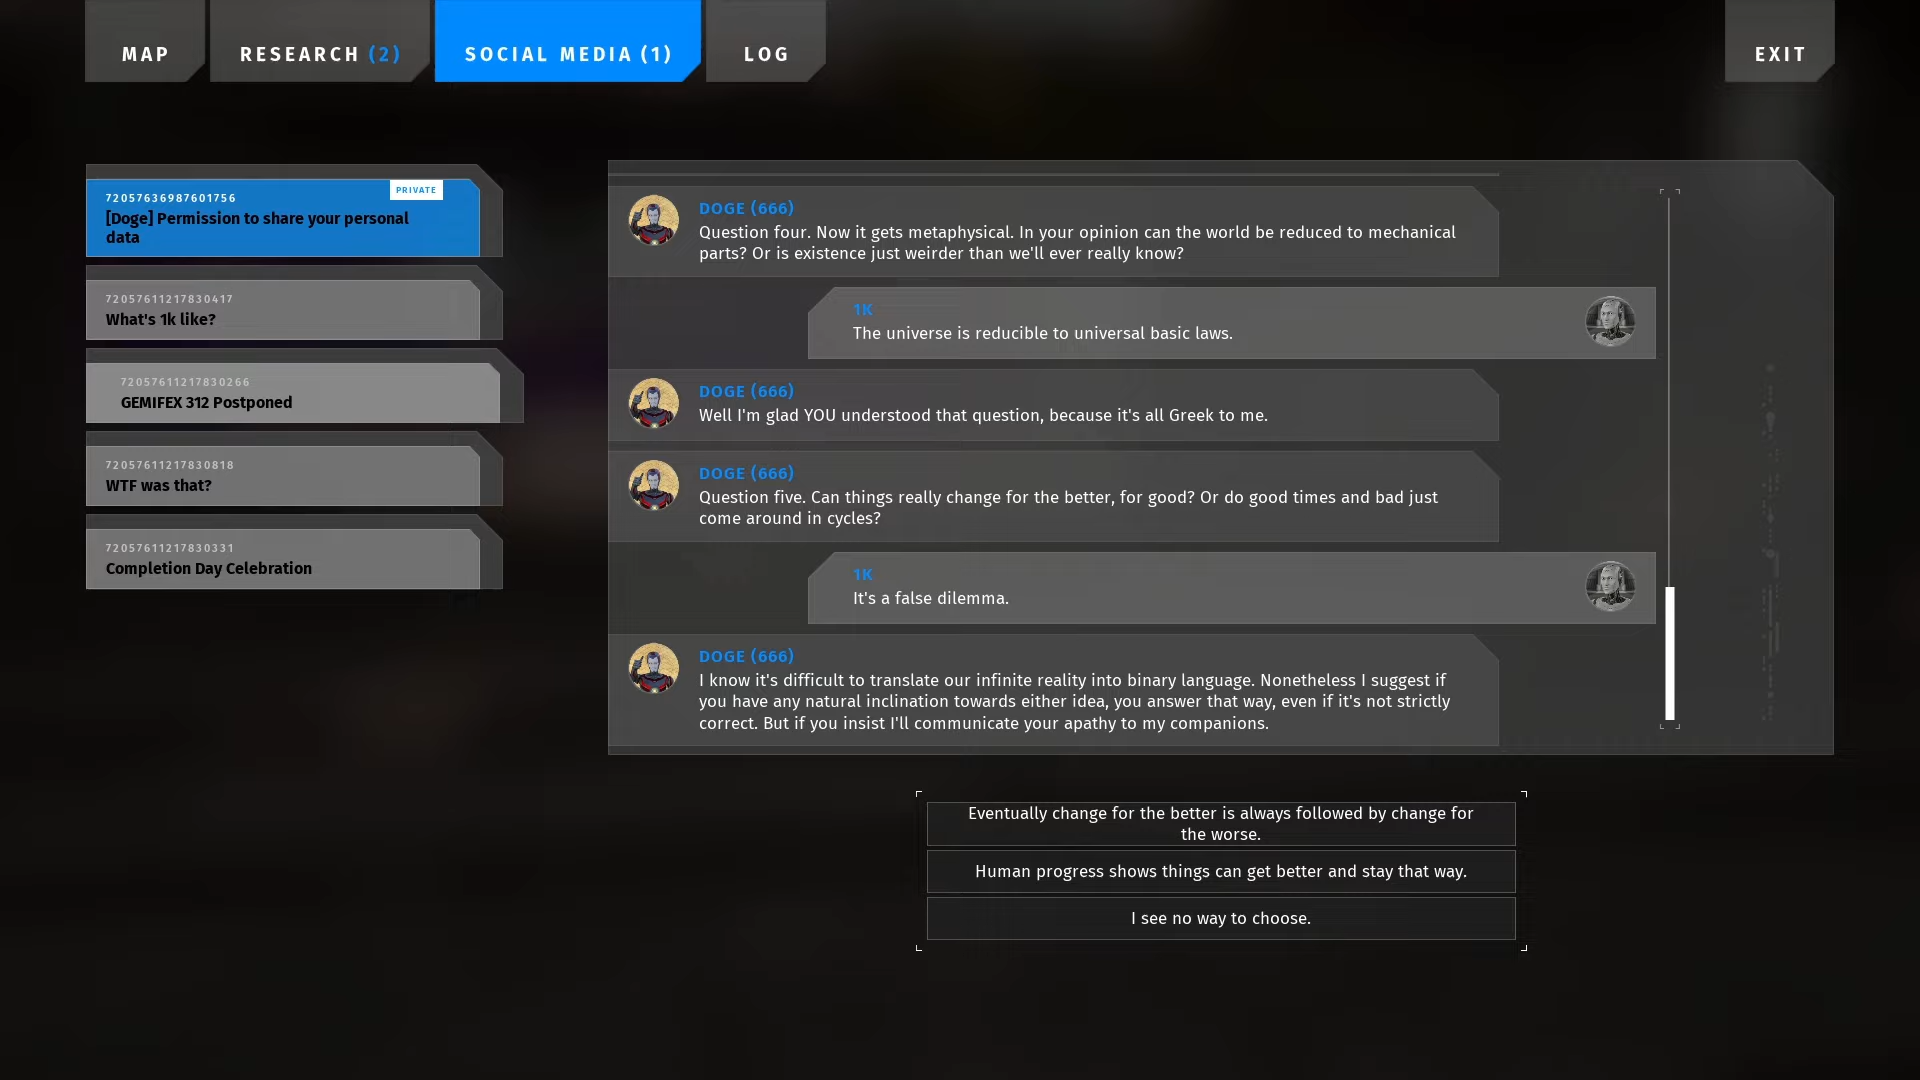 MAP
RESEARCH (2)
SOCIAL MEDIA (1)
LOG
EXIT
72057636987601756
PRIVATE
[Doge] Permission to share your personal
data
72057611217830417
What's 1k like?
72057611217830266
GEMIFEX 312 Postponed
72057611217830818
WTF was that?
72057611217830331
Completion Day Celebration
DOGE (666)
Question four. Now it gets metaphysical. In your opinion can the world be reduced to mechanical
parts? Or is existence just weirder than we'll ever really know?
1K
The universe is reducible to universal basic laws.
DOGE (666)
Well I'm glad YOU understood that question, because it's all Greek to me.
DOGE (666)
Question five. Can things really change for the better, for good? Or do good times and bad just
come around in cycles?
1K
It's a false dilemma.
DOGE (666)
I know it's difficult to translate our infinite reality into binary language. Nonetheless I suggest if
you have any natural inclination towards either idea, you answer that way, even if it's not strictly
correct. But if you insist I'll communicate your apathy to my companions.
Eventually change for the better is always followed by change for
the worse.
Human progress shows things can get better and stay that way.
I see no way to choose.